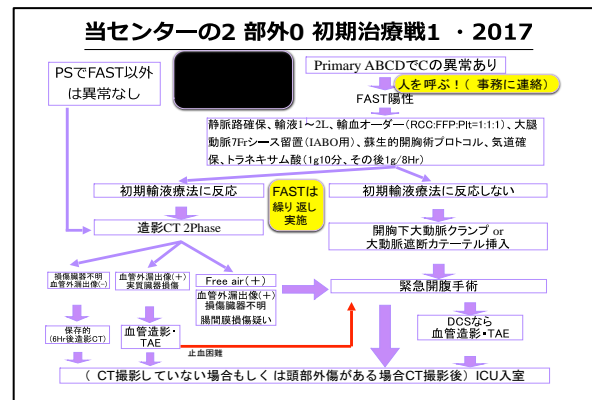 当センターの2 部外0 初期治療戦1 ・2017
PSでFAST以外
は異常なし
Primary ABCDでCの異常あり
人を呼ぶ！( 事務に連絡)
FAST陽性
静脈路確保、輸液1～2L、輸血オーダー（RCC:FFP:Plt=1:1:1）、大腿
動脈7Frシース留置（IABO用）、蘇生的開胸術プロトコル、気道確
保、トラネキサム酸（1g10分、その後1g/8Hr）
初期輸液療法に反応
FASTは
繰り返し
実施
初期輸液療法に反応しない
造影CT 2Phase
開胸下大動脈クランプ or
大動脈遮断カテーテル挿入
損傷臓器不明
血管外漏出像(-)
血管外漏出像(＋)
実質臓器損傷
Free air(＋)
血管外漏出像(+)
損傷臓器不明
腸間膜損傷疑い
緊急開腹手術
保存的
(6Hr後造影CT)
血管造影・
TAE
止血困難
DCSなら
血管造影・TAE
( CT撮影していない場合もしくは頭部外傷がある場合CT撮影後) ICU入室